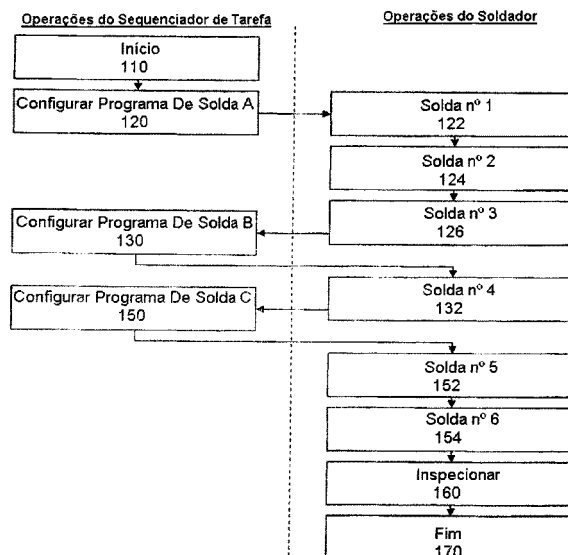 Operações do Sequenciador de Tarefa
Operações do Soldador
Início
110
Configurar Programa De Solda A
120
Solda nº 1
122
Solda nº 2
124
Solda nº 3
126
Configurar Programa De Solda B
130
Solda nº 4
132
Configurar Programa De Solda C
150
Solda nº 5
152
Solda nº 6
154
Inspecionar
160
Fim
170